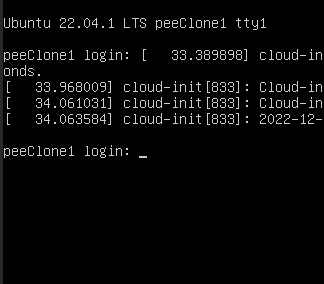 Ubuntu 22.04.1 LTS peeClone1 tty1
peeClone1 login: [   33.389898] cloud-in
onds.
[   33.968009] cloud-init[833]: Cloud-in
[   34.061031] cloud-init[833]: Cloud-in
[   34.063584] cloud-init[833]: 2022-12-
peeClone1 login: _